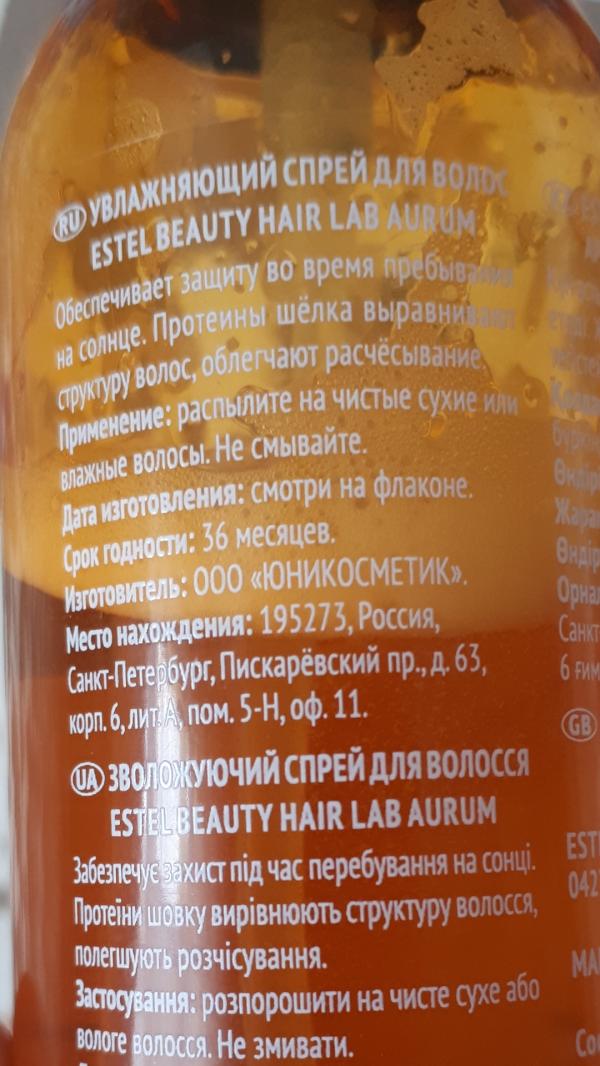 RU УВЛАЖНЯЮЩИЙ СПРЕЙ ДЛЯ ВОЛОС
ESTEL BEAUTY HAIR LAB AURUM
Обеспечивает защиту во время пребывания
на солнце. Протеины шёлка выравнивают
структуру волос, облегчают расчёсывание
Применение: распылите на чистые сухие или
влажные волосы. Не смывайте.
Дата изготовления: смотри на флаконе.
Срок годности: 36 месяцев.
Изготовитель: ООО «ЮНИКОСМЕТИК».
Место нахождения: 195273, Россия,
Санкт-Петербург, Пискарёвский пр., д. 63,
корп. 6, лит. А, пом. 5-Н, оф. 11.
UA ЗВОЛОЖУЮЧИЙ СПРЕЙ ДЛЯ ВОЛОССЯ
ESTEL BEAUTY HAIR LAB AURUM
Забезпечує захист під час перебування на сонці.
Протеїни шовку вирівнюють структуру волосся,
полегшують розчісування.
Застосування: розпорошити на чисте сухе або
вологе волосся. Не змивати.
GB